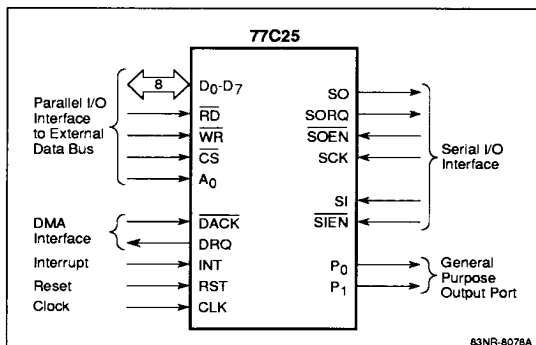 77C25
8
D0-D7
Parallel I/O
Interface
to External
Data Bus
RD
WR
CS
A0
DMA
Interface
DACK
DRQ
Interrupt
INT
Reset
RST
Clock
CLK
SO
SORQ
SOEN
SCK
SI
SIEN
Serial I/O
Interface
P0
P1
General
Purpose
Output Port
83NR-8078A